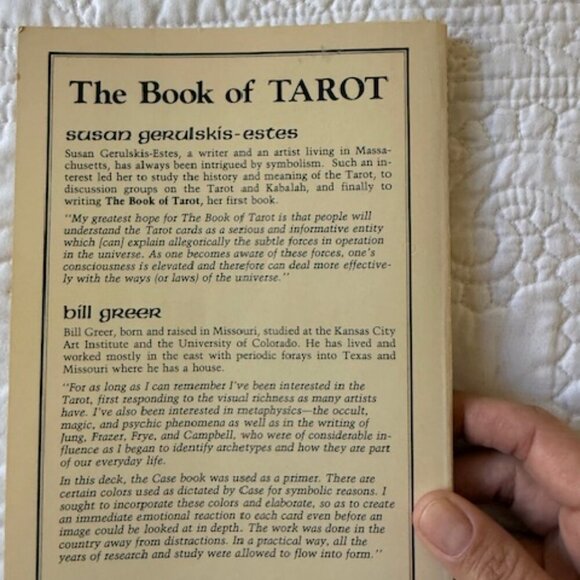 The Book of TAROT
susan gerulskis-estes
Susan Gerulskis-Estes, a writer and an artist living in Massa-
chusetts, has always been intrigued by symbolism. Such an in-
terest led her to study the history and meaning of the Tarot, to
discussion groups on the Tarot and Kabalah, and finally to
writing The Book of Tarot, her first book.
"My greatest hope for The Book of Tarot is that people will
understand the Tarot cards as a serious and informative entity
which [can] explain allegorically the subtle forces in operation
in the universe. As one becomes aware of these forces, one's
consciousness is elevated and therefore can deal more effective-
ly with the ways (or laws) of the universe."
bill greer
Bill Greer, born and raised in Missouri, studied at the Kansas City
Art Institute and the University of Colorado. He has lived and
worked mostly in the east with periodic forays into Texas and
Missouri where he has a house.
"For as long as I can remember I've been interested in the
Tarot, first responding to the visual richness as many artists
have. I've also been interested in metaphysics—the occult,
magic, and psychic phenomena as well as in the writing of
Jung, Frazer, Frye, and Campbell, who were of considerable in-
fluence as I began to identify archetypes and how they are part
of our everyday life.
In this deck, the Case book was used as a primer. There are
certain colors used as dictated by Case for symbolic reasons. I
sought to incorporate these colors and elaborate, so as to create
an immediate emotional reaction to each card even before an
image could be looked at in depth. The work was done in the
country away from distractions. In a practical way, all the
years of research and study were allowed to flow into form."